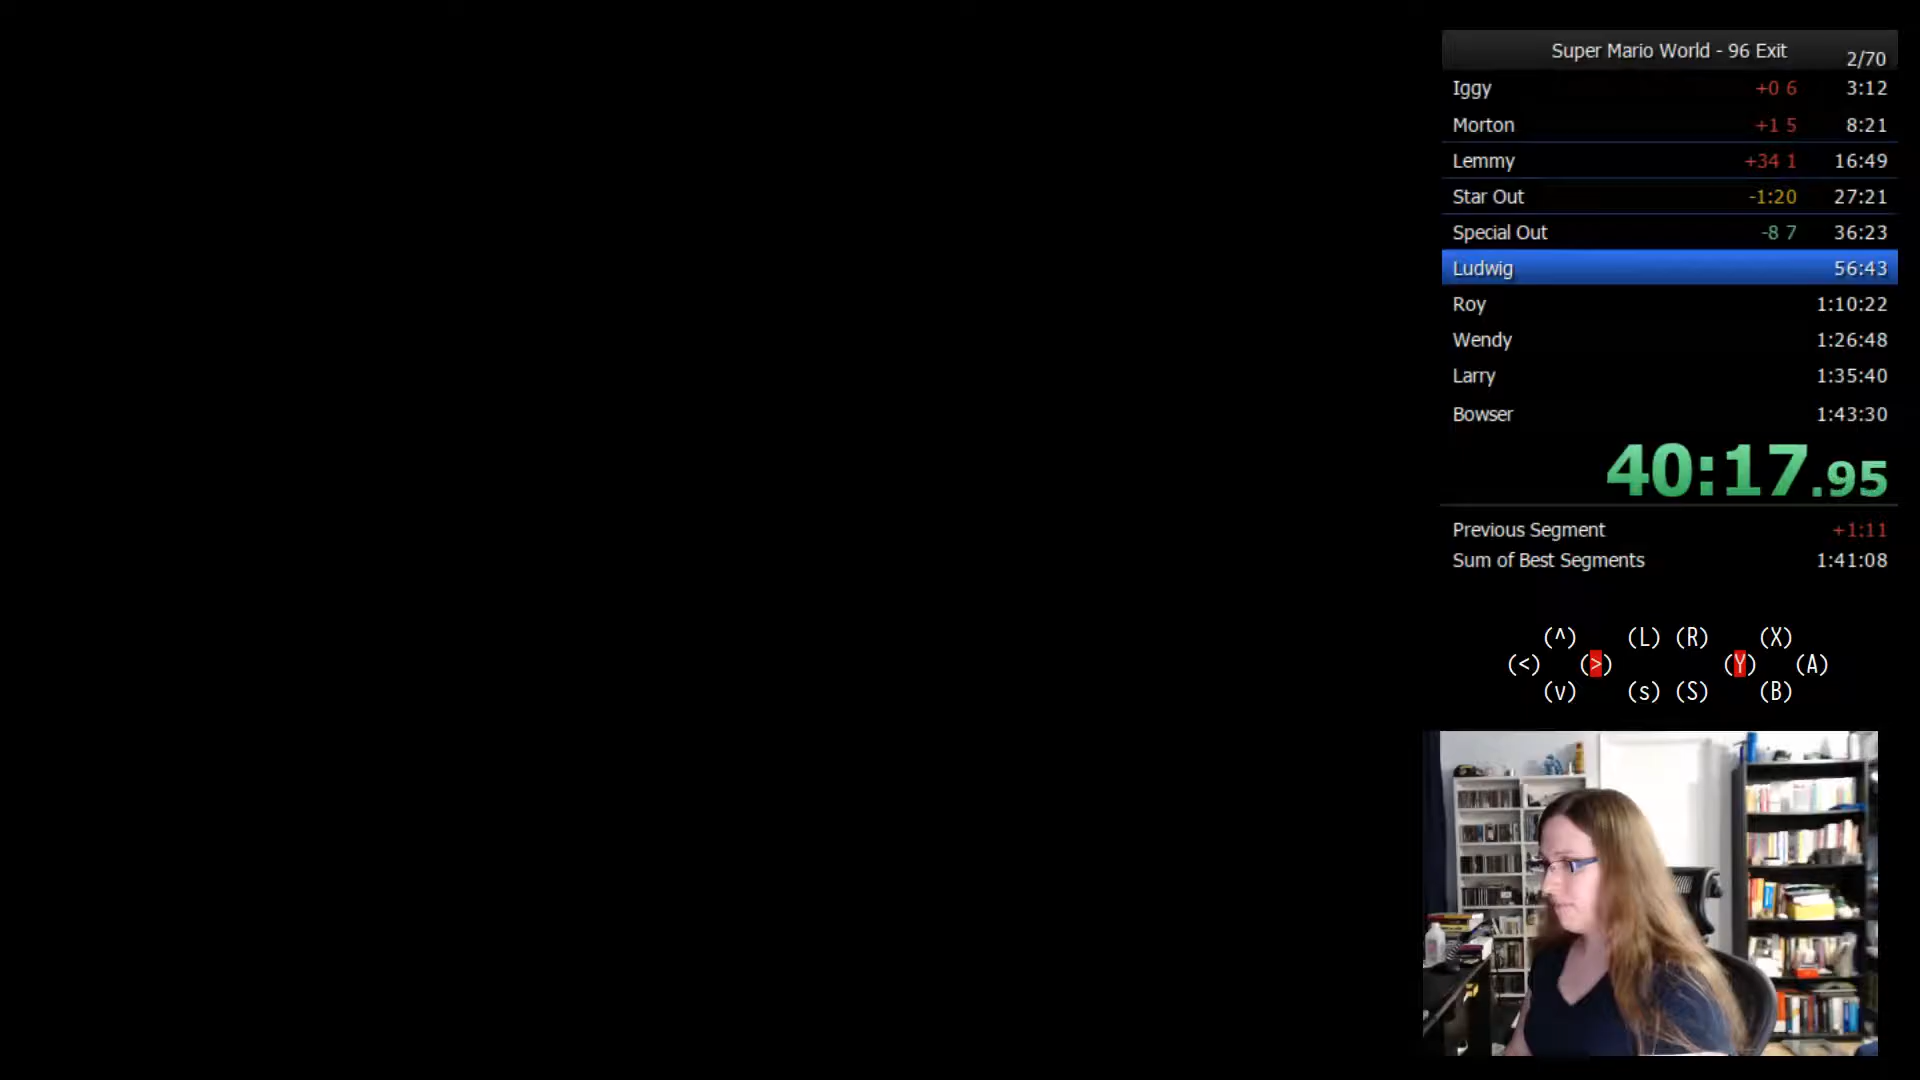 Super Mario World - 96 Exit
2/70
Iggy +0 6 3:12
Morton +1 5 8:21
Lemmy +34 1 16:49
Star Out -1:20 27:21
Special Out -8 7 36:23
Ludwig 56:43
Roy 1:10:22
Wendy 1:26:48
Larry 1:35:40
Bowser 1:43:30
40:17.95
Previous Segment +1:11
Sum of Best Segments 1:41:08
(^) (L) (R) (X)
(<) (>) (Y) (A)
(v) (s) (S) (B)